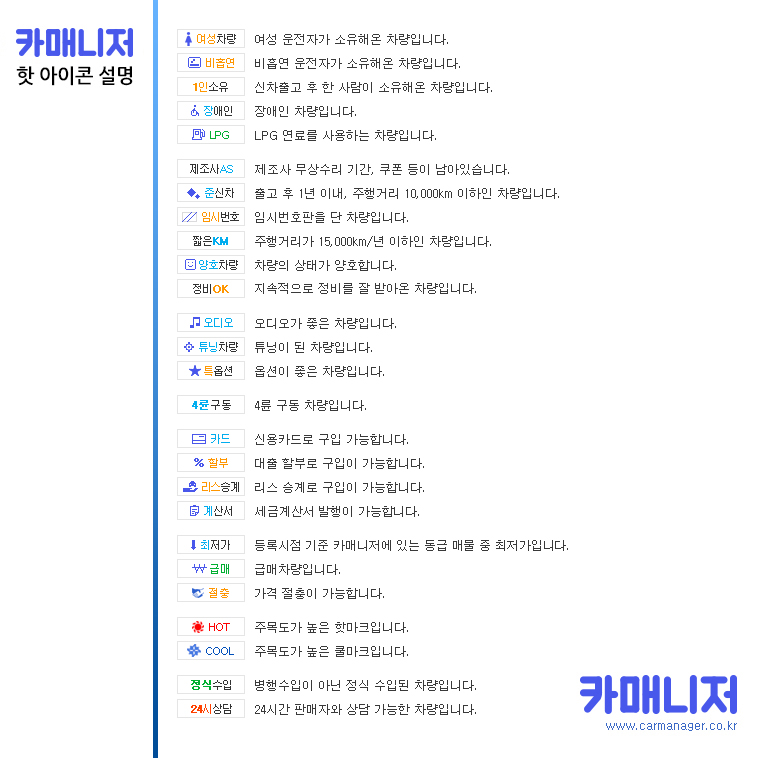 카매니저
핫 아이콘 설명
여성차량 여성 운전자가 소유해온 차량입니다.
비흡연 비흡연 운전자가 소유해온 차량입니다.
1인소유 신차출고 후 한 사람이 소유해온 차량입니다.
장애인 장애인 차량입니다.
LPG LPG 연료를 사용하는 차량입니다.
제조사AS 제조사 무상수리 기간, 쿠폰 등이 남아있습니다.
준신차 출고 후 1년 이내, 주행거리 10,000km 이하인 차량입니다.
임시번호 임시번호판을 단 차량입니다.
짧은KM 주행거리가 15,000km/년 이하인 차량입니다.
양호차량 차량의 상태가 양호합니다.
정비OK 지속적으로 정비를 잘 받아온 차량입니다.
오디오 오디오가 좋은 차량입니다.
튜닝차량 튜닝이 된 차량입니다.
특옵션 옵션이 좋은 차량입니다.
4륜구동 4륜 구동 차량입니다.
카드 신용카드로 구입 가능합니다.
% 할부 대출 할부로 구입이 가능합니다.
리스승계 리스 승계로 구입이 가능합니다.
계산서 세금계산서 발행이 가능합니다.
최저가 등록시점 기준 카매니저에 있는 동급 매물 중 최저가입니다.
₩ 급매 급매차량입니다.
절충 가격 절충이 가능합니다.
HOT 주목도가 높은 핫마크입니다.
COOL 주목도가 높은 쿨마크입니다.
정식수입 병행수입이 아닌 정식 수입된 차량입니다.
24시상담 24시간 판매자와 상담 가능한 차량입니다.
카매니저
www.carmanager.co.kr